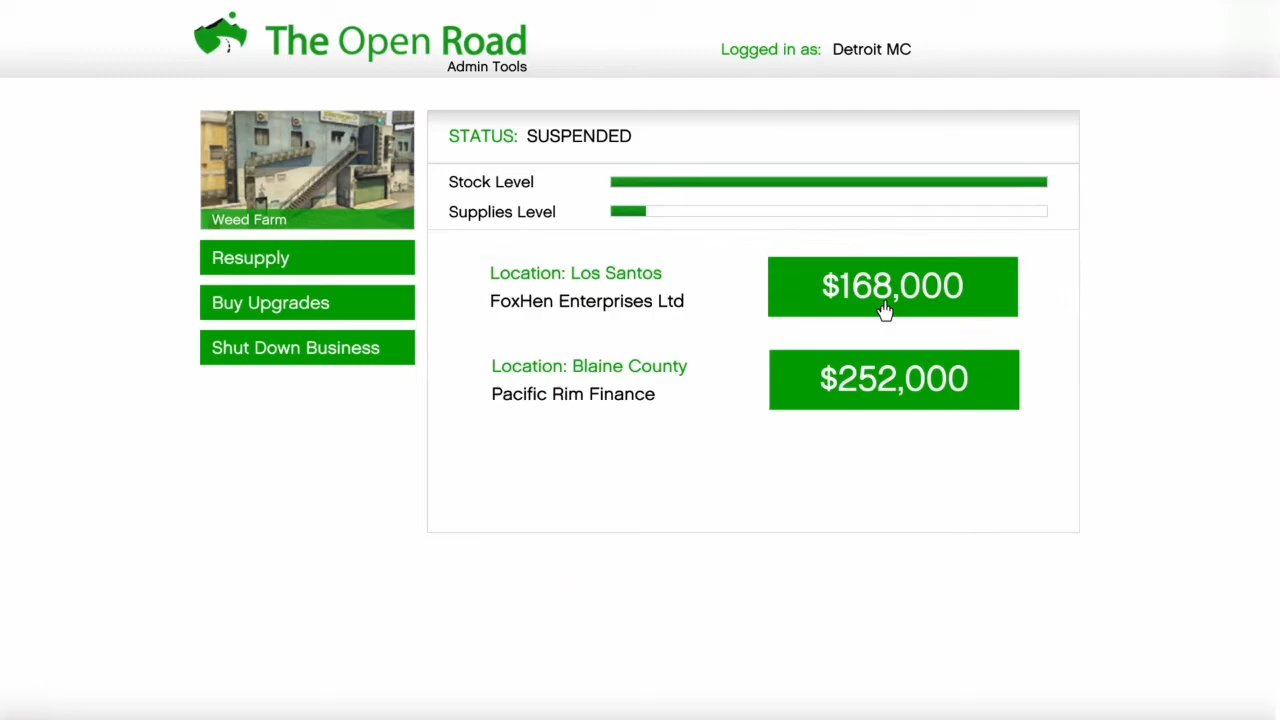 The Open Road
Admin Tools
Logged in as: Detroit MC
Weed Farm
Resupply
Buy Upgrades
Shut Down Business
STATUS: SUSPENDED
Stock Level
Supplies Level
Location: Los Santos
FoxHen Enterprises Ltd
$168,000
Location: Blaine County
Pacific Rim Finance
$252,000